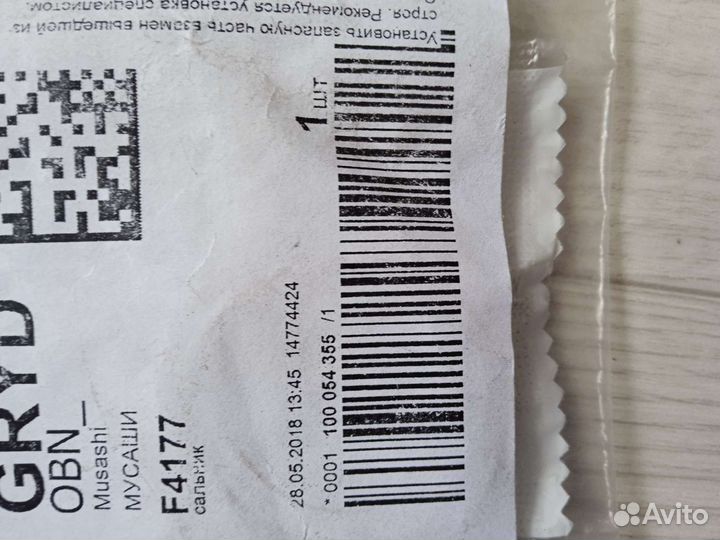 GRYD
OBN_
Musashi
МУСАШИ
F4177
сальник
28.05.2018 13:45 14774424
* 0001 100 054 355 /1
1 шт
Установить запасную часть взамен вышедшей из
строя. Рекомендуется установка специалистом.
Avito